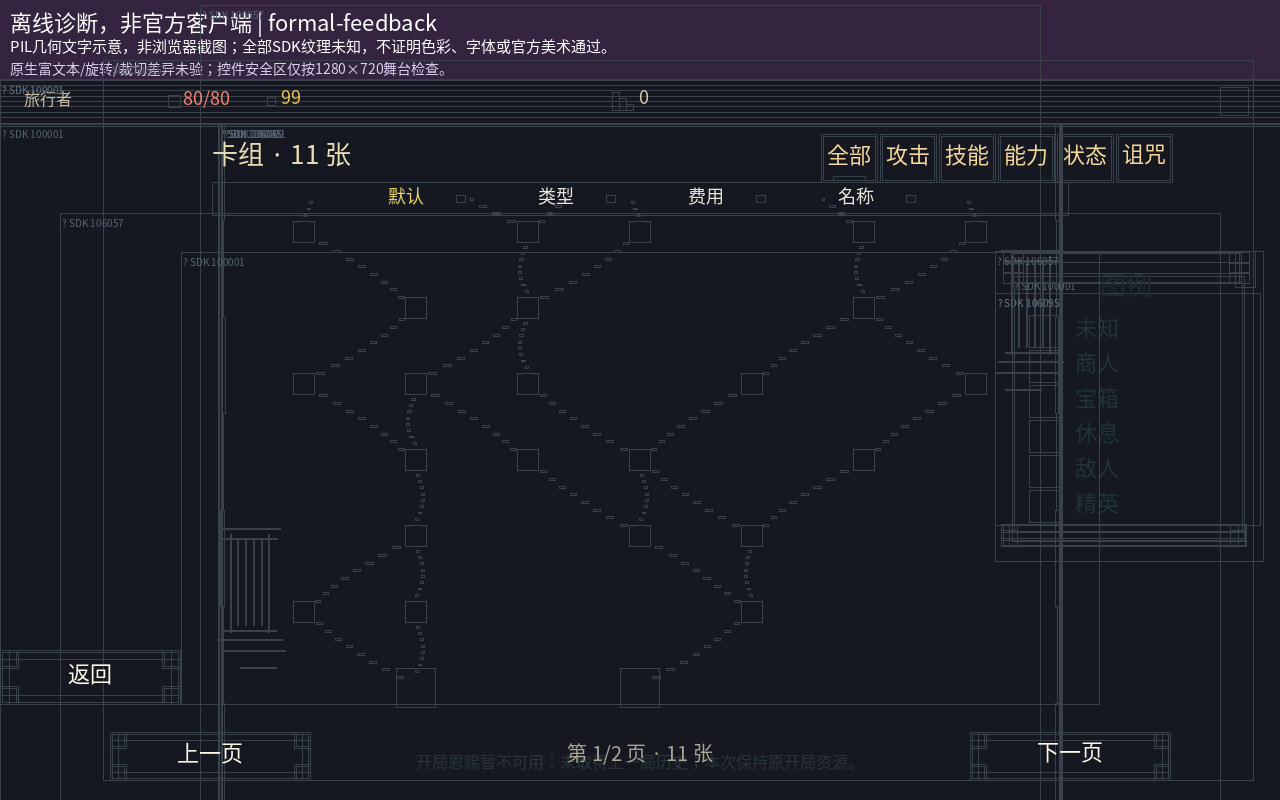 离线诊断，非官方客户端 | formal-feedback
PIL几何文字示意，非浏览器截图；全部SDK纹理未知，不证明色彩、字体或官方美术通过。
原生富文本/旋转/裁切差异未验；控件安全区仅按1280×720舞台检查。
? SDK 100001
旅行者
80/80
99
0
? SDK 100001
卡组 · 11 张
全部
攻击
技能
能力
状态
诅咒
默认
类型
费用
名称
? SDK 106057
? SDK 100001
? SDK 106057
? SDK 100001
图例
? SDK 106095
未知
商人
宝箱
休息
敌人
精英
返回
上一页
第 1/2 页 · 11 张
下一页